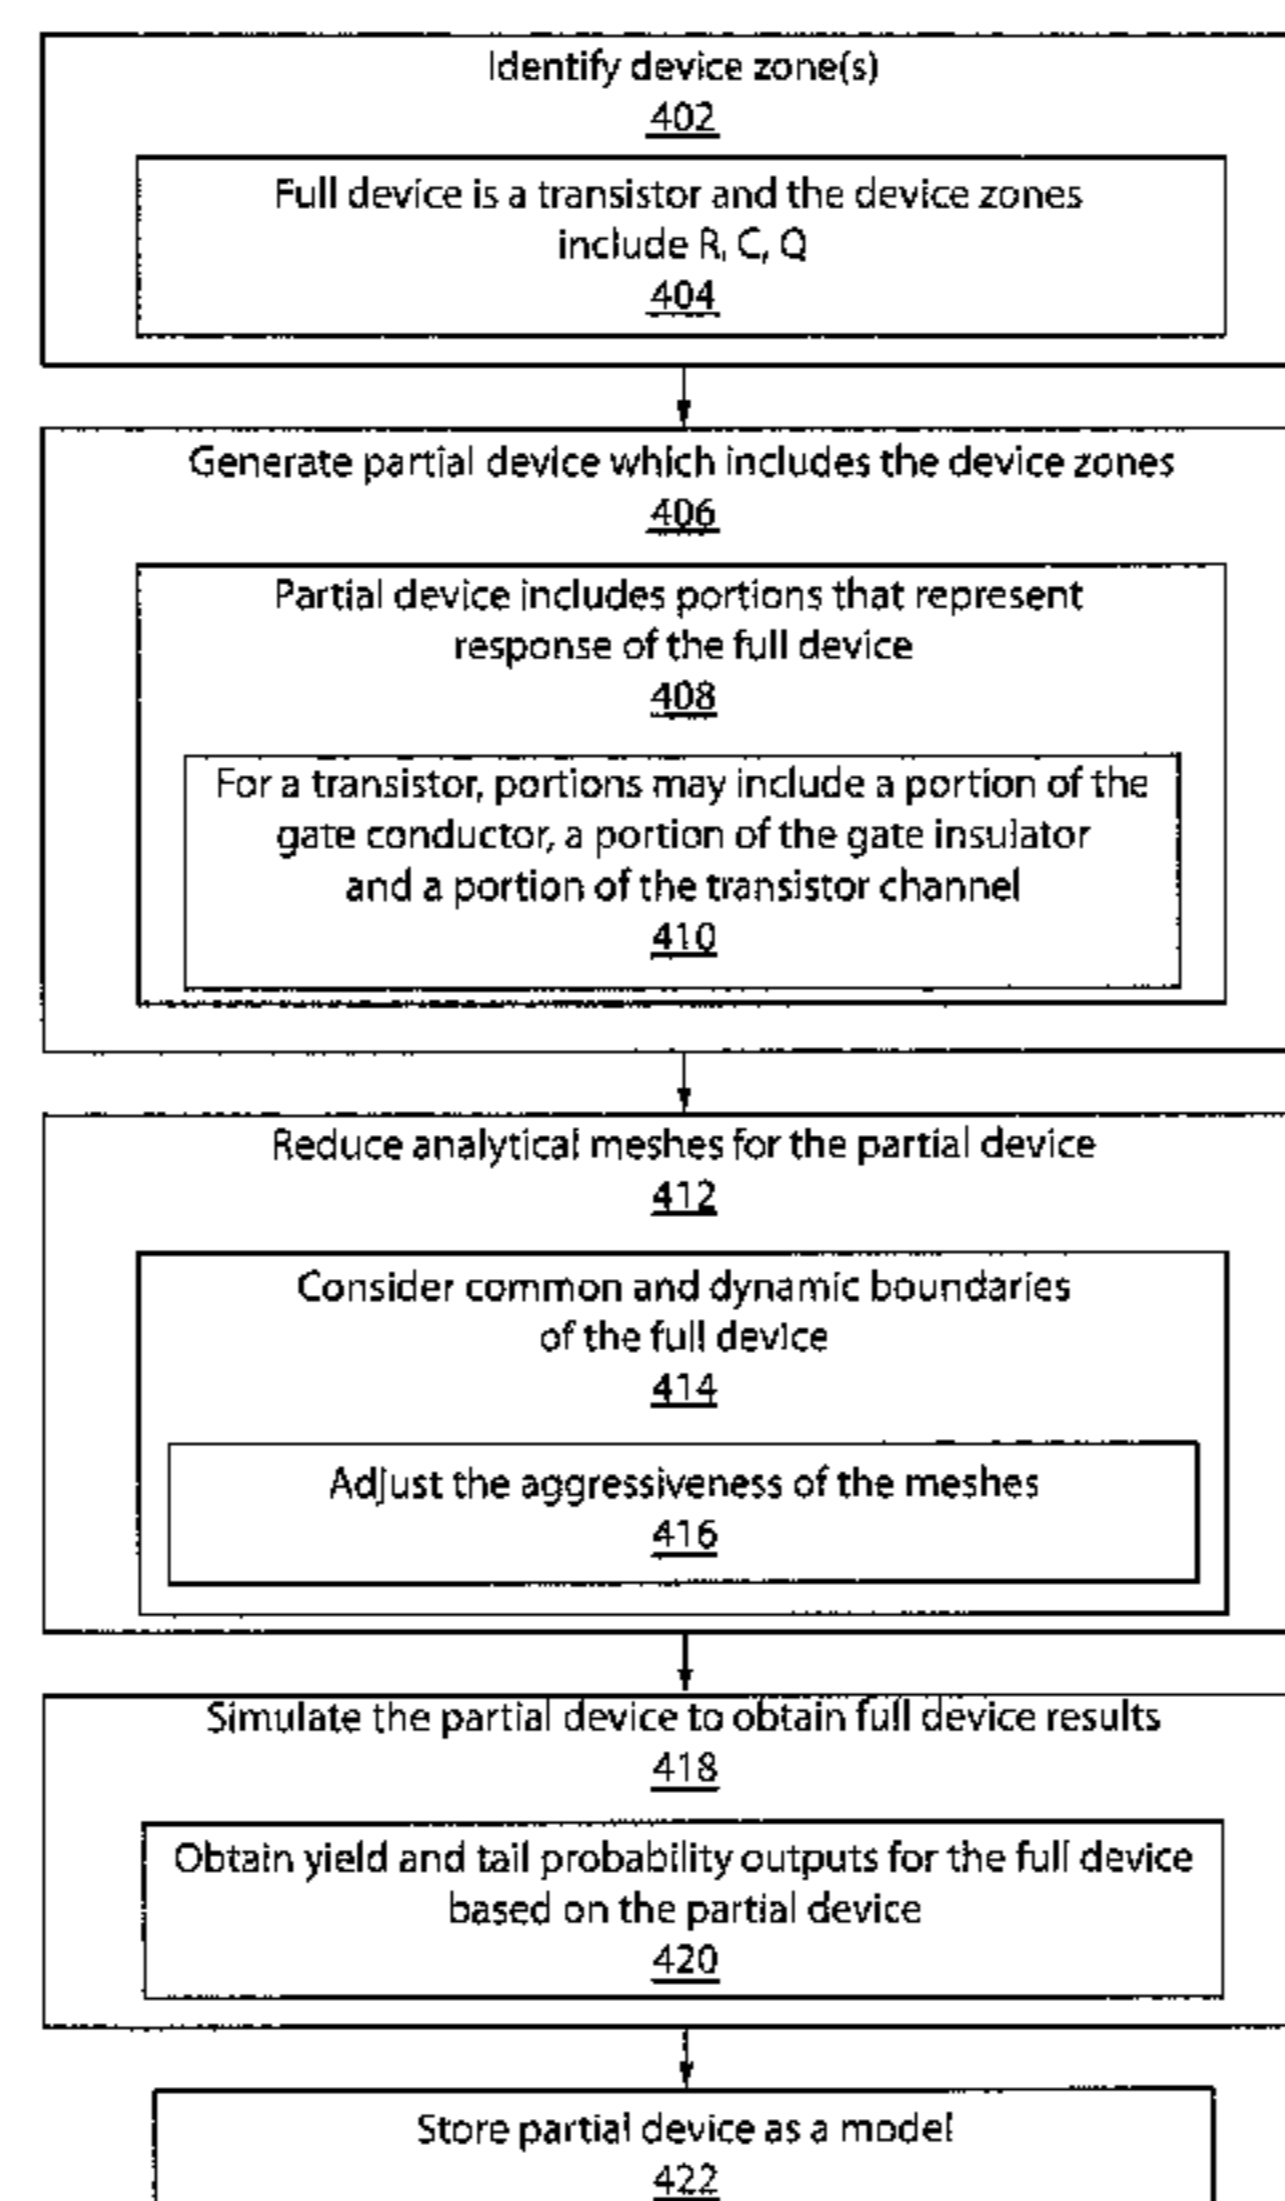 Identify device zone(s)
402
Full device is a transistor and the device zones
include R, C, Q
404
Generate partial device which includes the device zones
406
Partial device includes portions that represent
response of the full device
408
For a transistor, portions may include a portion of the
gate conductor, a portion of the gate insulator
and a portion of the transistor channel
410
Reduce analytical meshes for the partial device
412
Consider common and dynamic boundaries
of the full device
414
Adjust the aggressiveness of the meshes
416
Simulate the partial device to obtain full device results
418
Obtain yield and tail probability outputs for the full device
based on the partial device
420
Store partial device as a model
422